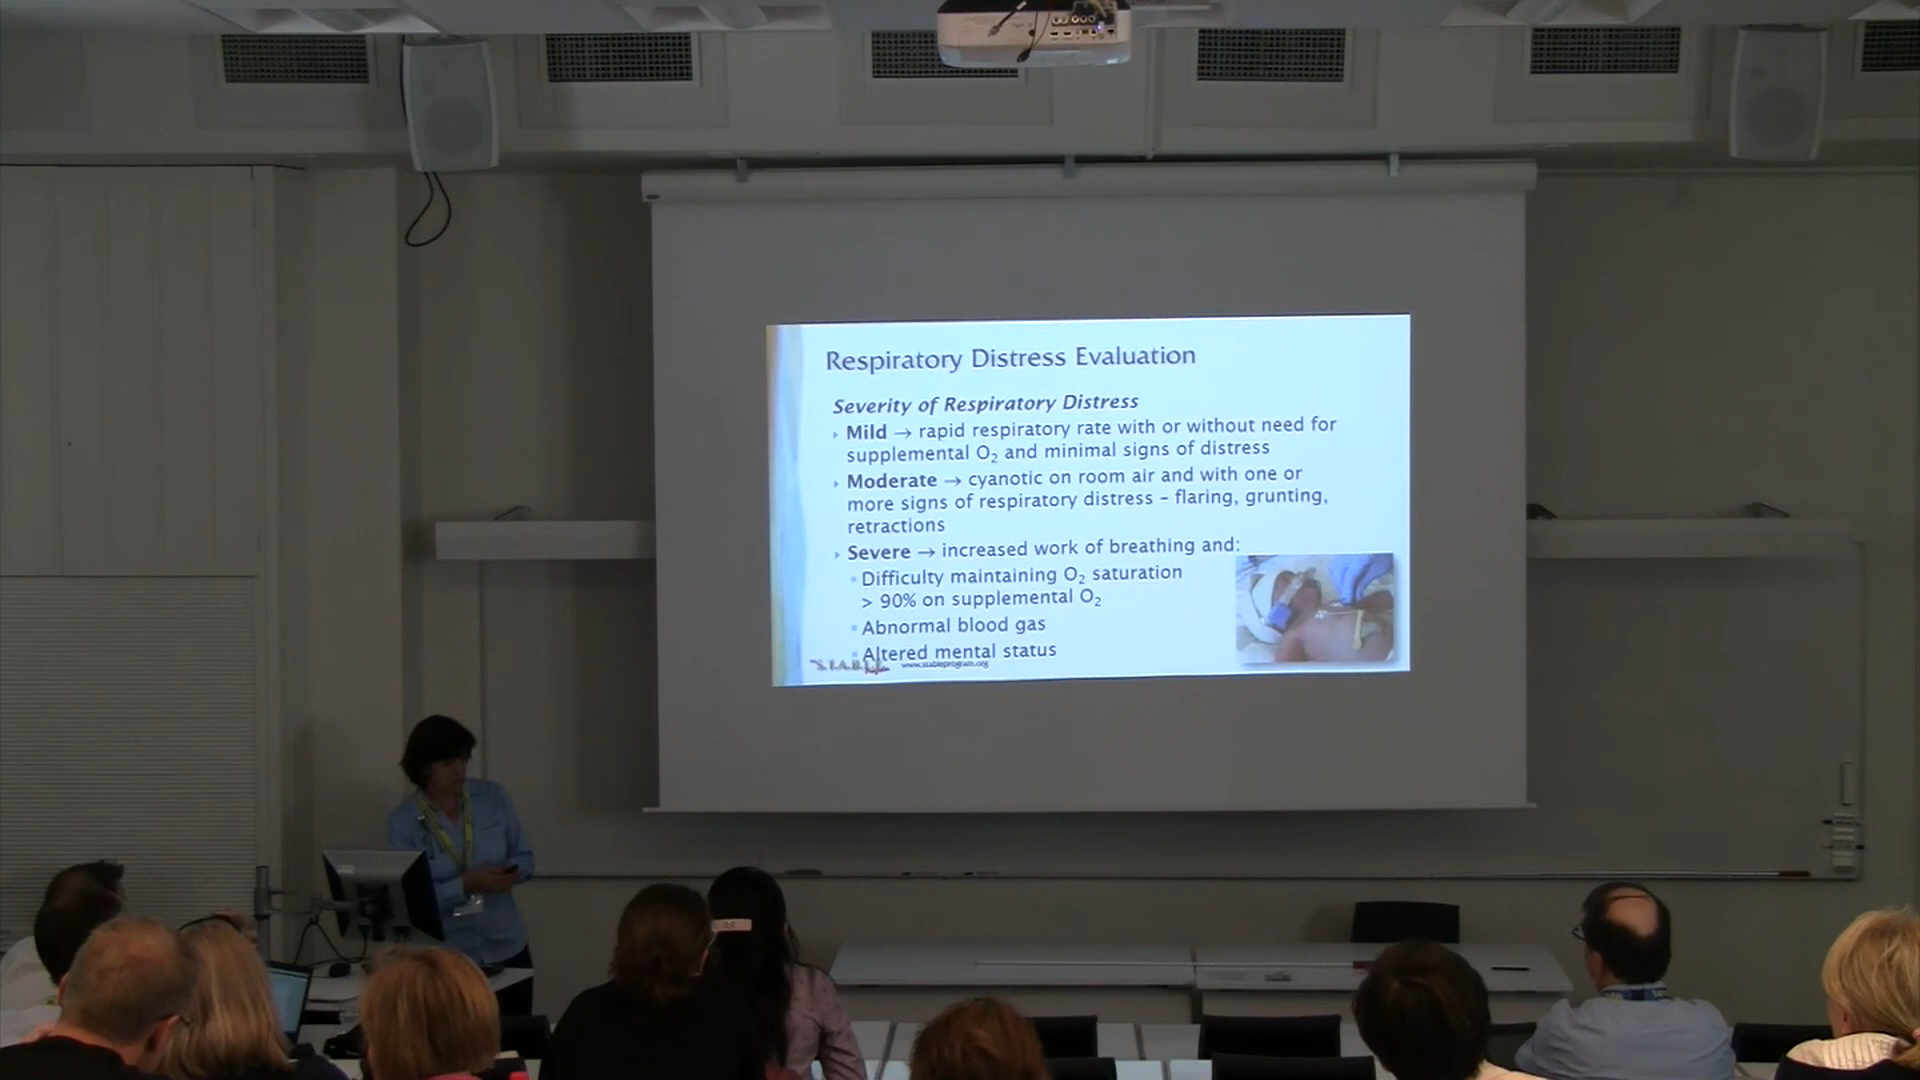 Respiratory Distress Evaluation
Severity of Respiratory Distress
Mild → rapid respiratory rate with or without need for
supplemental O₂ and minimal signs of distress
Moderate → cyanotic on room air and with one or
more signs of respiratory distress – flaring, grunting,
retractions
Severe → increased work of breathing and:
Difficulty maintaining O₂ saturation
> 90% on supplemental O₂
Abnormal blood gas
Altered mental status
S.T.A.B.L.E. www.stableprogram.org